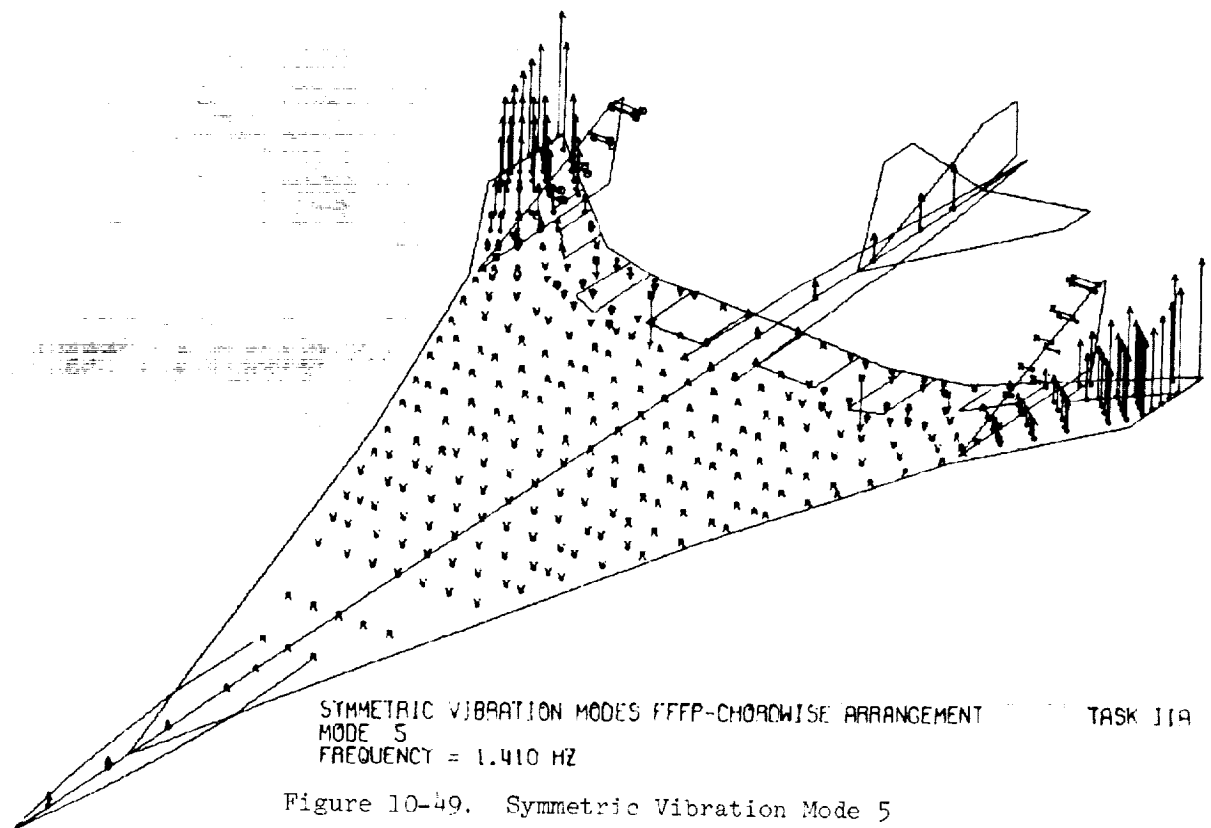 SYMMETRIC VIBRATION MODES FFFP-CHORDWISE ARRANGEMENT TASK IIA
MODE 5
FREQUENCY = 1.410 HZ
Figure 10-49. Symmetric Vibration Mode 5